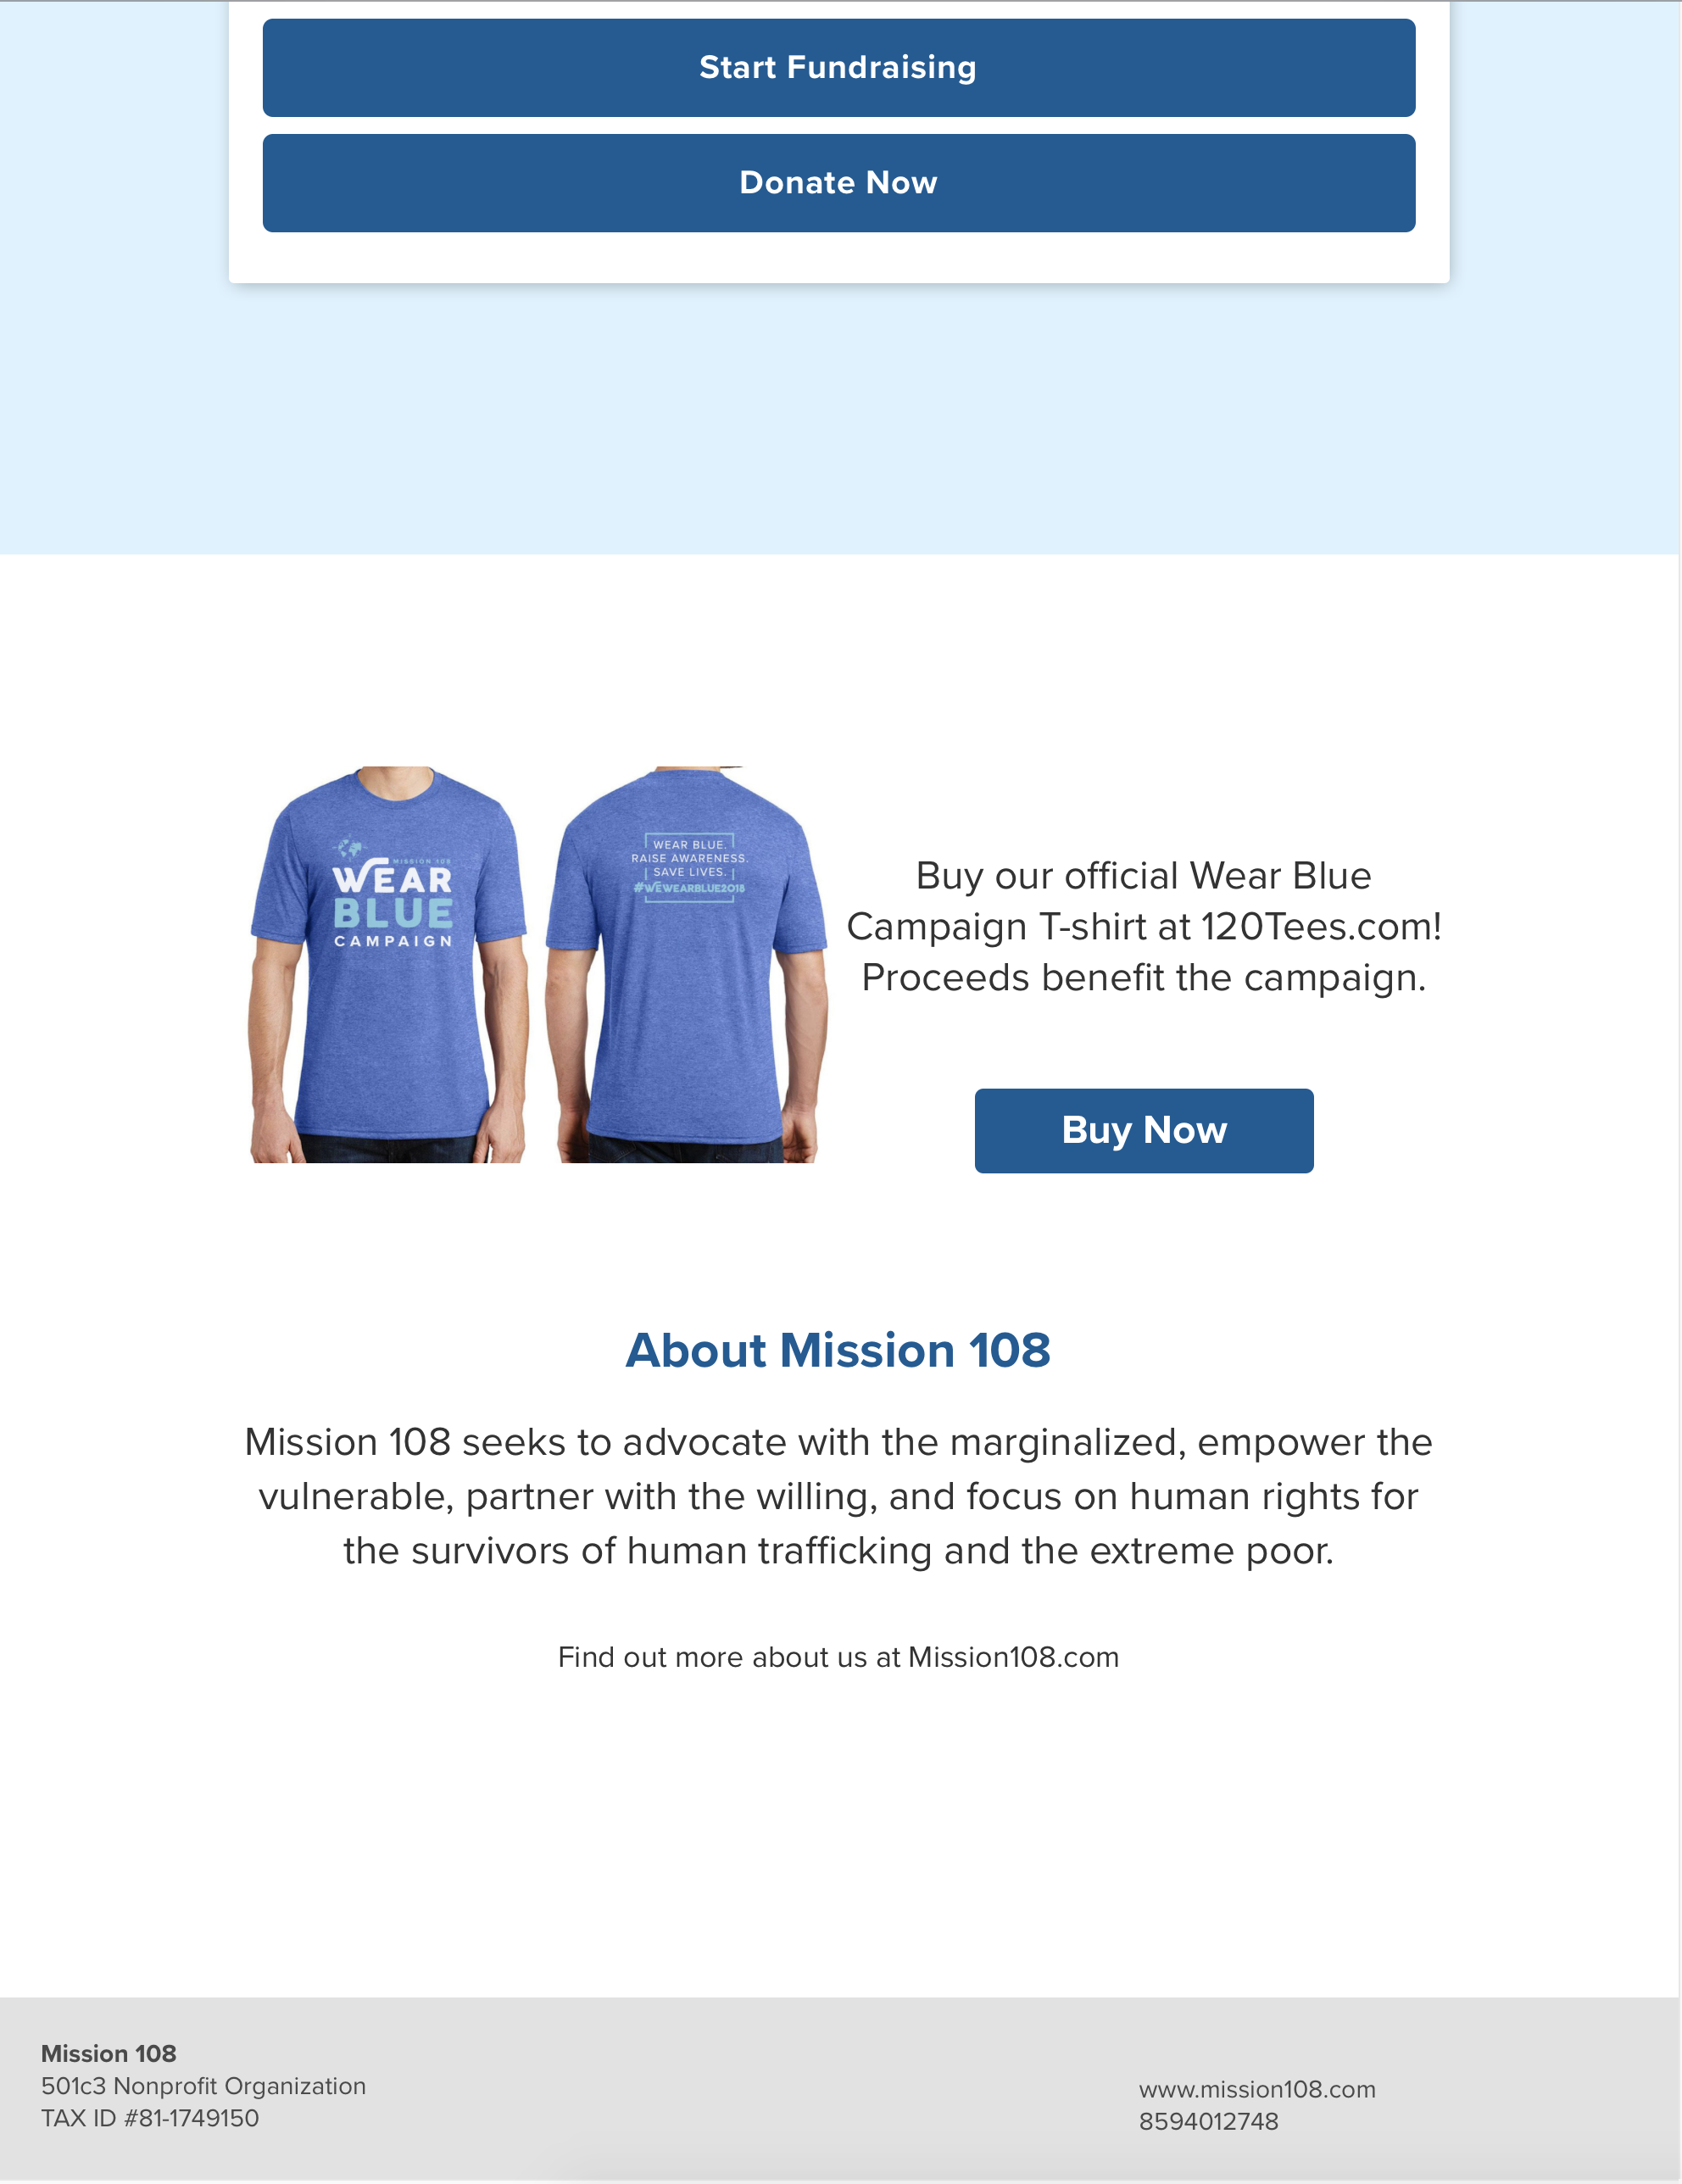 Start Fundraising
Donate Now
MISSION 108
WEAR
BLUE
CAMPAIGN
WEAR BLUE.
RAISE AWARENESS.
SAVE LIVES.
#WEWEARBLUE2018
Buy our official Wear Blue
Campaign T-shirt at 120Tees.com!
Proceeds benefit the campaign.
Buy Now
About Mission 108
Mission 108 seeks to advocate with the marginalized, empower the
vulnerable, partner with the willing, and focus on human rights for
the survivors of human trafficking and the extreme poor.
Find out more about us at Mission108.com
Mission 108
501c3 Nonprofit Organization
TAX ID #81-1749150
www.mission108.com
8594012748